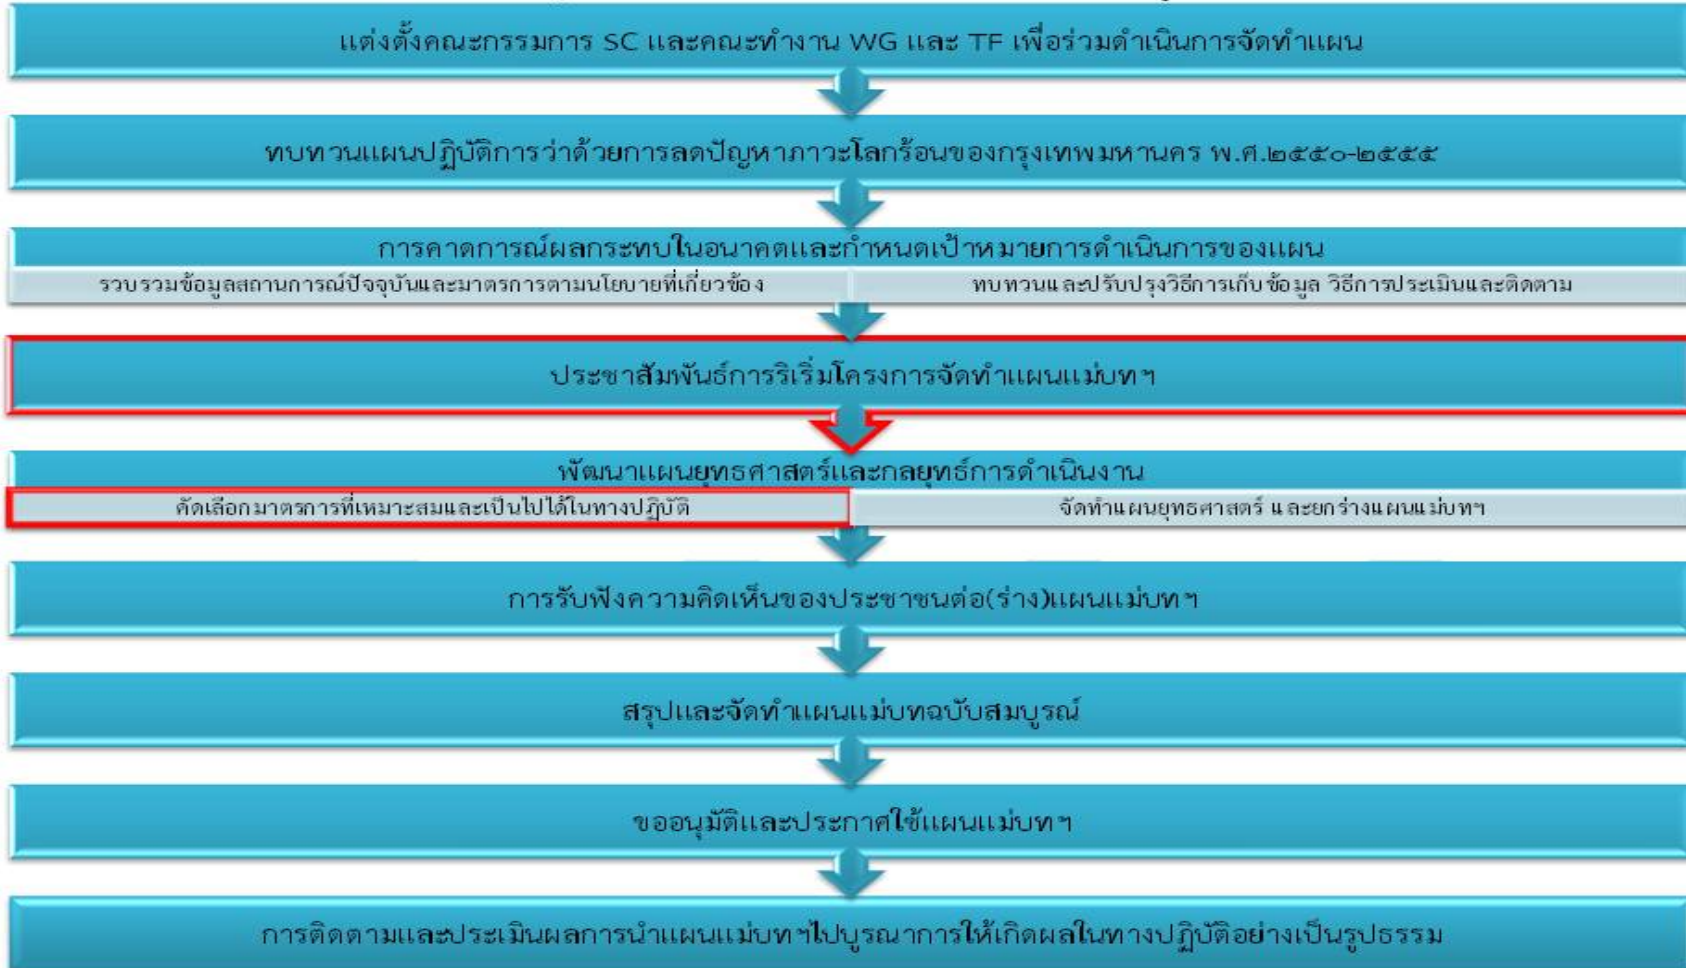 แต่งตั้งคณะกรรมการ SC และคณะทำงาน WG และ TF เพื่อร่วมดำเนินการจัดทำแผน
ทบทวนแผนปฏิบัติการว่าด้วยการลดปัญหาภาวะโลกร้อนของกรุงเทพมหานคร พ.ศ.๒๕๕๐-๒๕๕๕
การคาดการณ์ผลกระทบในอนาคตและกำหนดเป้าหมายการดำเนินการของแผน
รวบรวมข้อมูลสถานการณ์ปัจจุบันและมาตรการตามนโยบายที่เกี่ยวข้อง
ทบทวนและปรับปรุงวิธีการเก็บข้อมูล วิธีการประเมินและติดตาม
ประชาสัมพันธ์การริเริ่มโครงการจัดทำแผนแม่บทฯ
พัฒนาแผนยุทธศาสตร์และกลยุทธ์การดำเนินงาน
คัดเลือกมาตรการที่เหมาะสมและเป็นไปได้ในทางปฏิบัติ
จัดทำแผนยุทธศาสตร์ และยกร่างแผนแม่บทฯ
การรับฟังความคิดเห็นของประชาชนต่อ(ร่าง)แผนแม่บทฯ
สรุปและจัดทำแผนแม่บทฉบับสมบูรณ์
ขออนุมัติและประกาศใช้แผนแม่บทฯ
การติดตามและประเมินผลการนำแผนแม่บทฯไปบูรณาการให้เกิดผลในทางปฏิบัติอย่างเป็นรูปธรรม